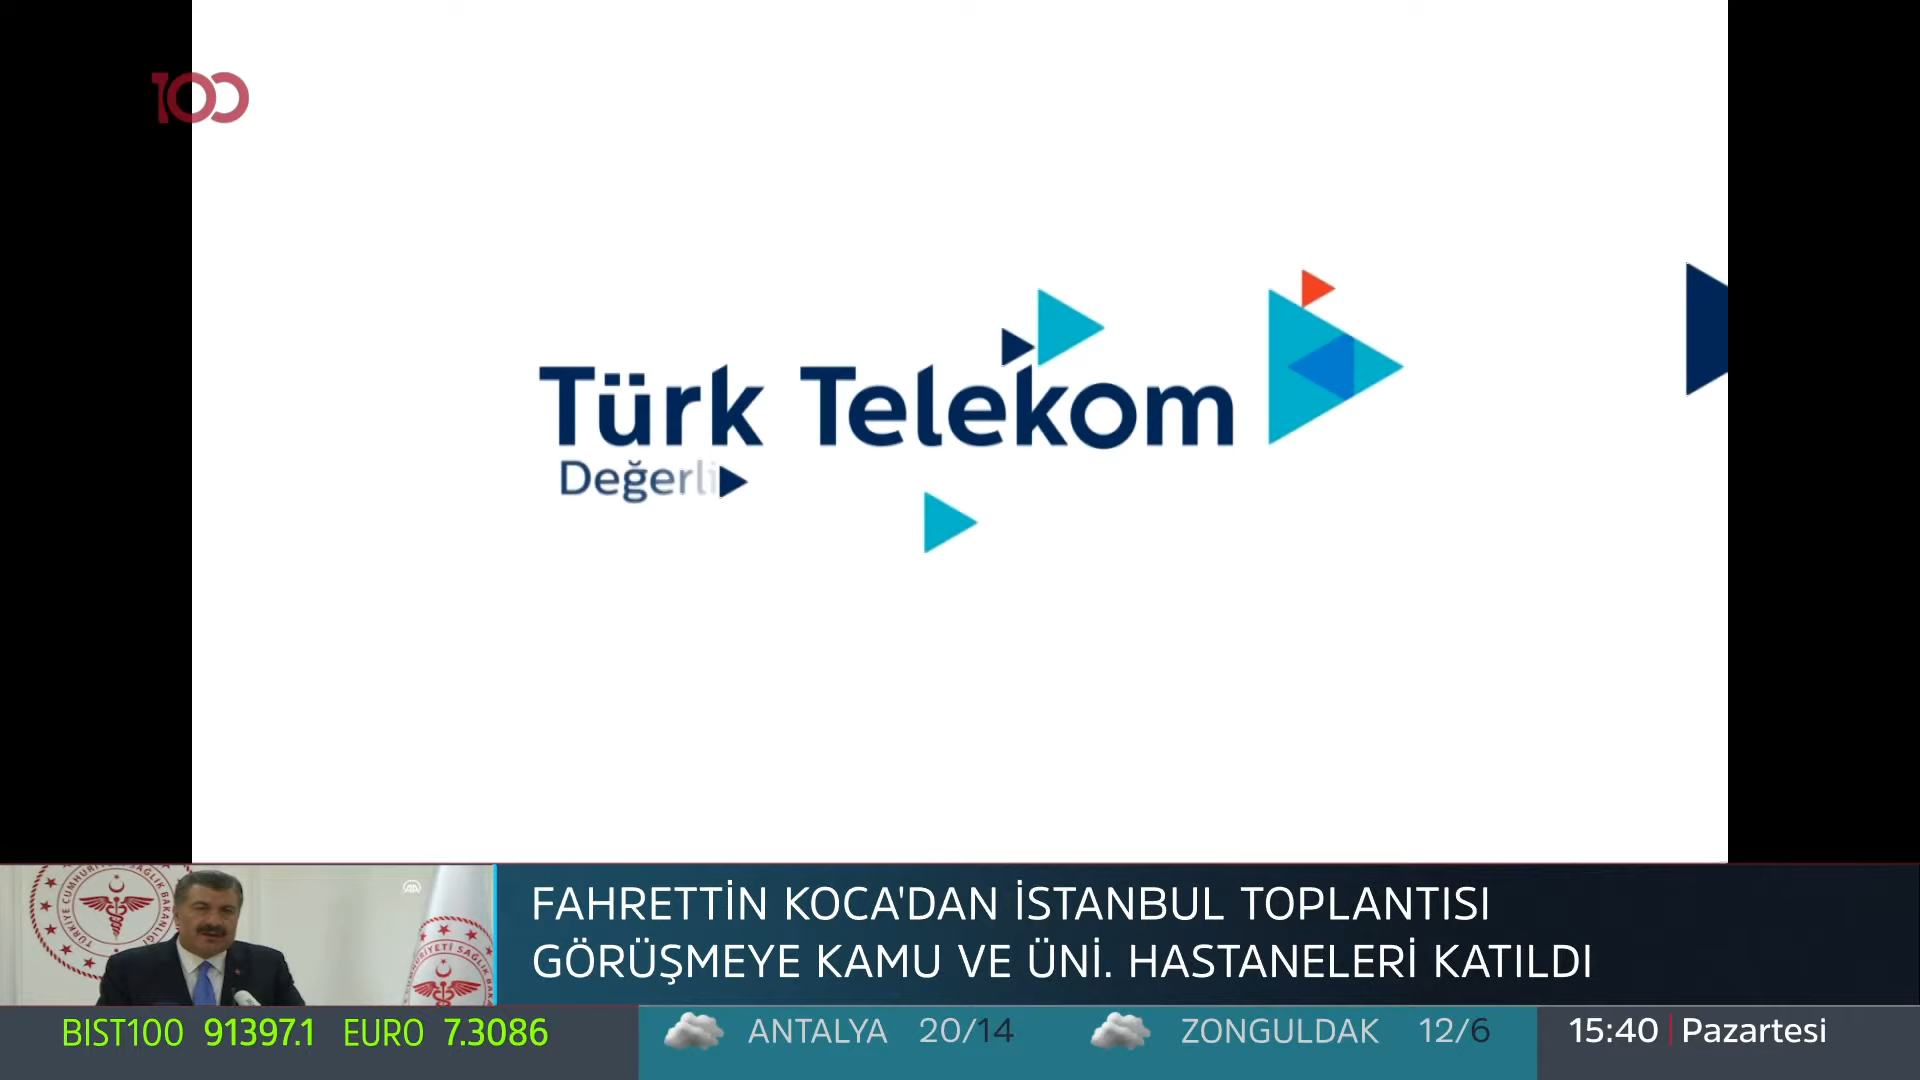 100
Türk Telekom
Değerli
FAHRETTİN KOCA'DAN İSTANBUL TOPLANTISI
GÖRÜŞMEYE KAMU VE ÜNİ. HASTANELERİ KATILDI
BIST100 91397.1 EURO 7.3086
ANTALYA 20/14 ZONGULDAK 12/6
15:40 Pazartesi